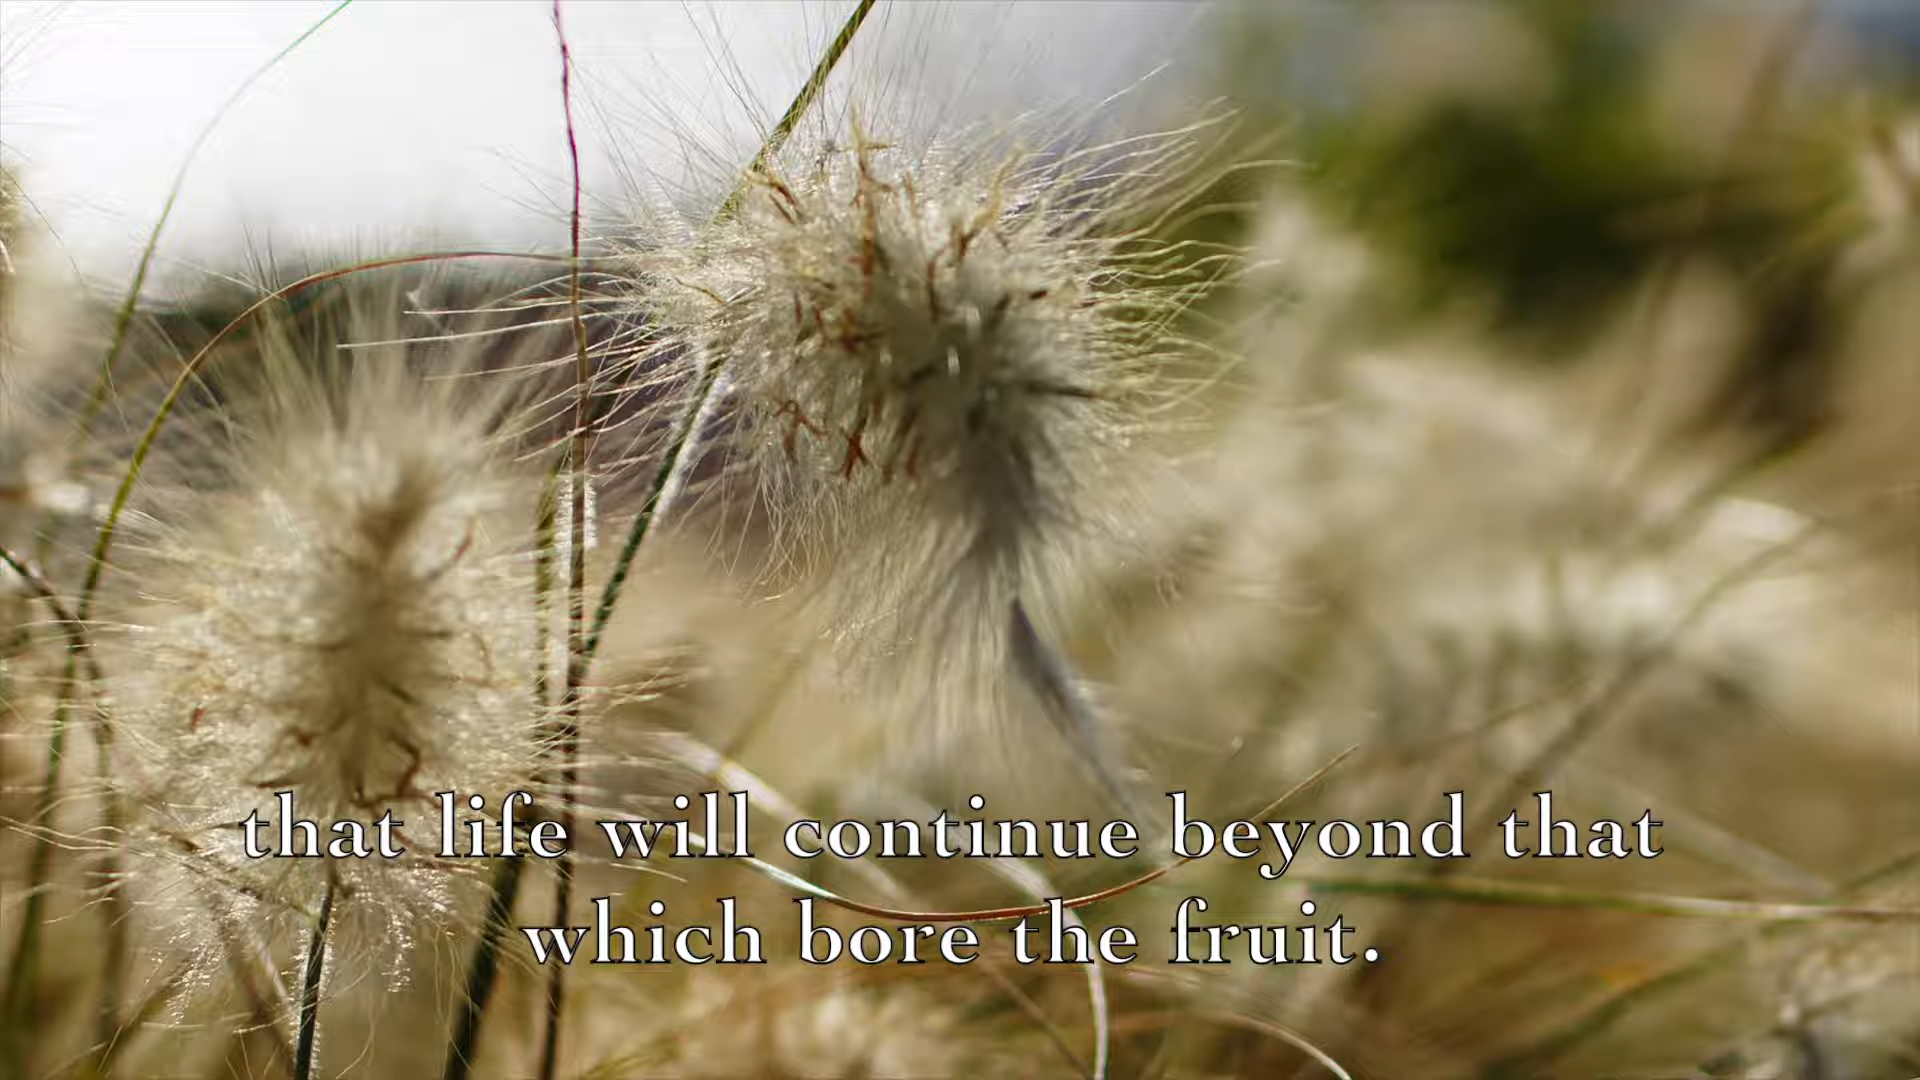 that life will continue beyond that
which bore the fruit.